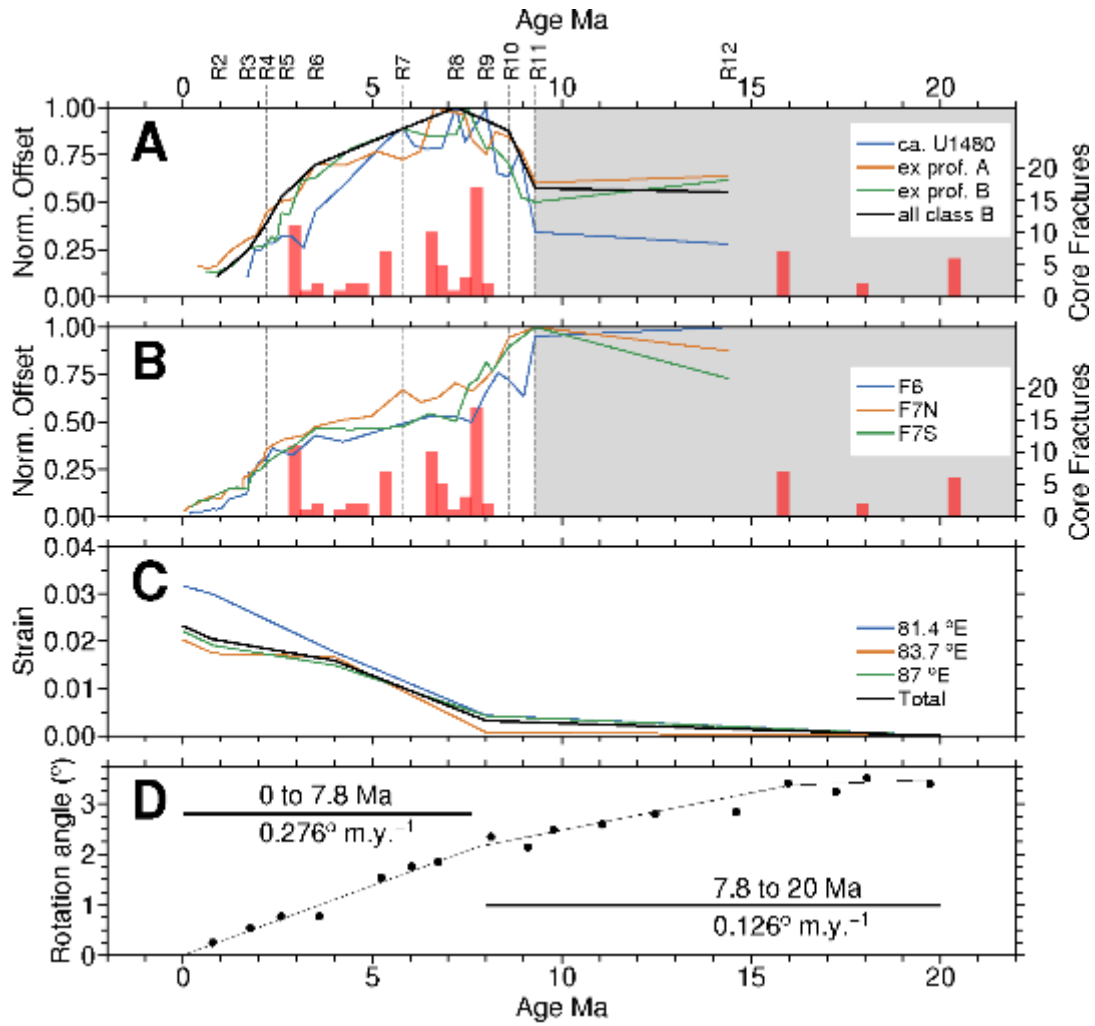 Age Ma
R2 R3 R4 R5 R6 R7 R8 R9 R10 R11 R12
0 5 10 15 20
A
Norm. Offset
1.00
0.75
0.50
0.25
0.00
ca. U1480
ex prof. A
ex prof. B
all class B
20
15
10
5
0
Core Fractures
B
Norm. Offset
1.00
0.75
0.50
0.25
0.00
F6
F7N
F7S
20
15
10
5
0
Core Fractures
C
Strain
0.04
0.03
0.02
0.01
0.00
81.4 ºE
83.7 ºE
87 ºE
Total
D
Rotation angle (º)
3
2
1
0
0 to 7.8 Ma
0.276º m.y.⁻¹
7.8 to 20 Ma
0.126º m.y.⁻¹
0 5 10 15 20
Age Ma